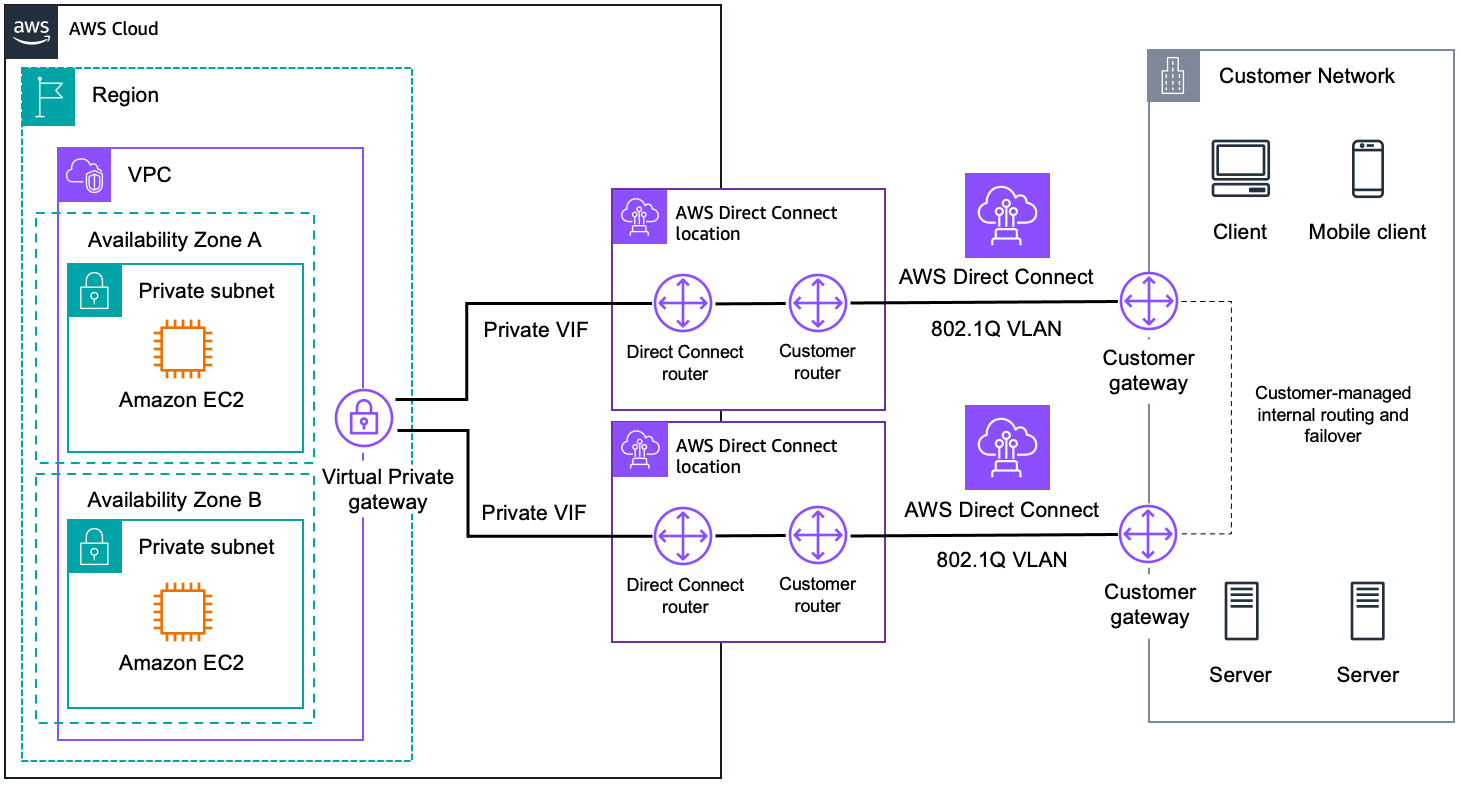 aws
AWS Cloud
Region
VPC
Availability Zone A
Private subnet
Amazon EC2
Availability Zone B
Private subnet
Amazon EC2
Virtual Private
gateway
Private VIF
Private VIF
AWS Direct Connect
location
Direct Connect
router
Customer
router
AWS Direct Connect
location
Direct Connect
router
Customer
router
AWS Direct Connect
802.1Q VLAN
AWS Direct Connect
802.1Q VLAN
Customer Network
Client
Mobile client
Customer
gateway
Customer-managed
internal routing and
failover
Customer
gateway
Server
Server